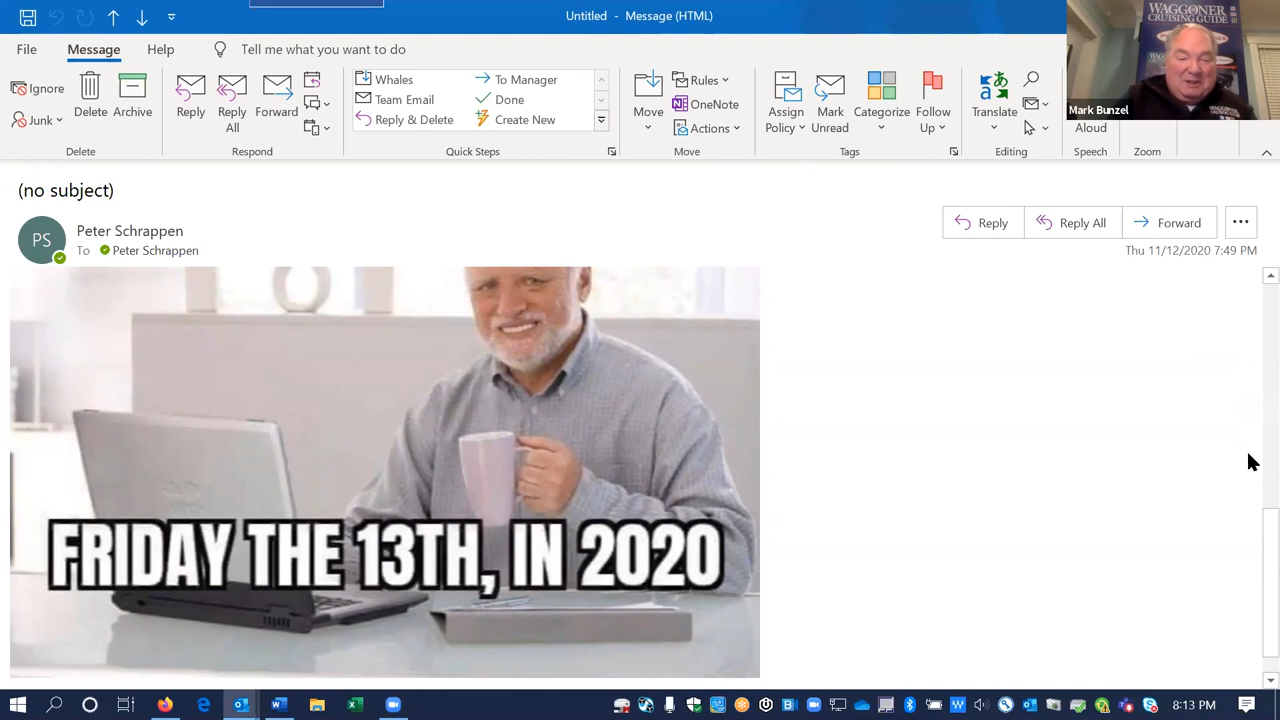 Untitled - Message (HTML)
File
Message
Help
Tell me what you want to do
WAGGONER
CRUISING GUIDE
Mark Bunzel
Ignore
Junk
Delete
Archive
Delete
Reply
Reply
All
Forward
Respond
Whales
Team Email
Reply & Delete
To Manager
Done
Create New
Quick Steps
Move
Rules
OneNote
Actions
Move
Assign
Policy
Mark
Unread
Categorize
Follow
Up
Tags
Translate
Editing
Aloud
Speech
Zoom
(no subject)
PS
Peter Schrappen
To Peter Schrappen
Reply
Reply All
Forward
Thu 11/12/2020 7:49 PM
FRIDAY THE 13TH, IN 2020
8:13 PM